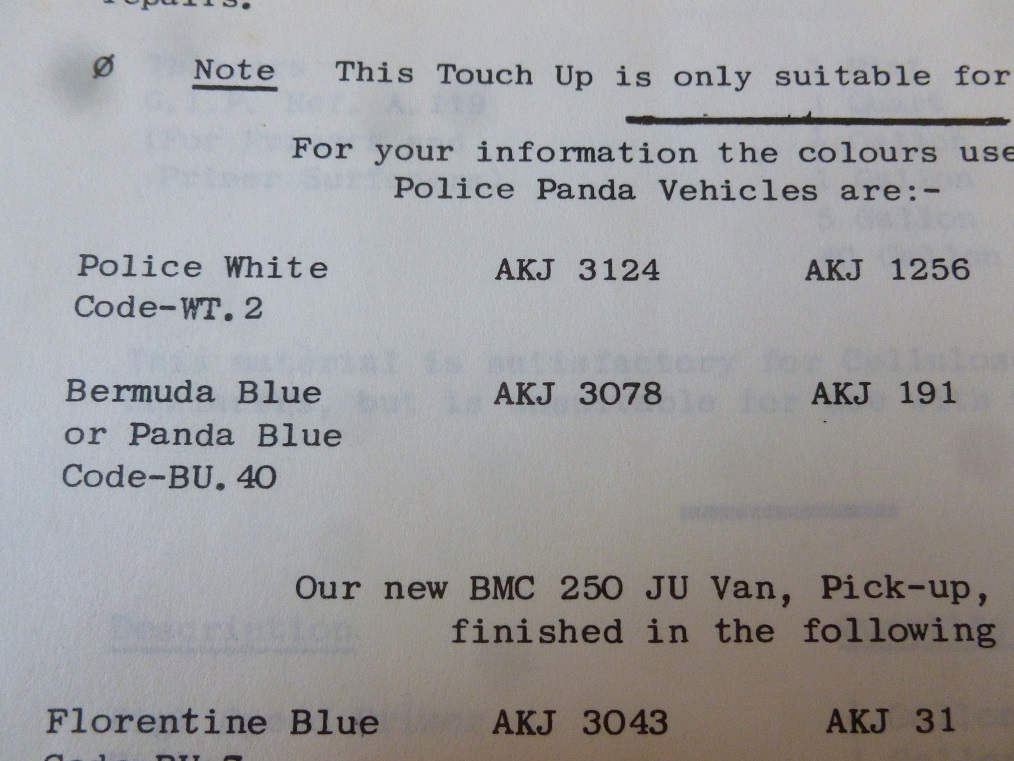 repairs.
Ø Note This Touch Up is only suitable for
For your information the colours use
Police Panda Vehicles are:-
Police White AKJ 3124 AKJ 1256
Code-WT.2
Bermuda Blue AKJ 3078 AKJ 191
or Panda Blue
Code-BU.40
Our new BMC 250 JU Van, Pick-up,
finished in the following
Florentine Blue AKJ 3043 AKJ 31